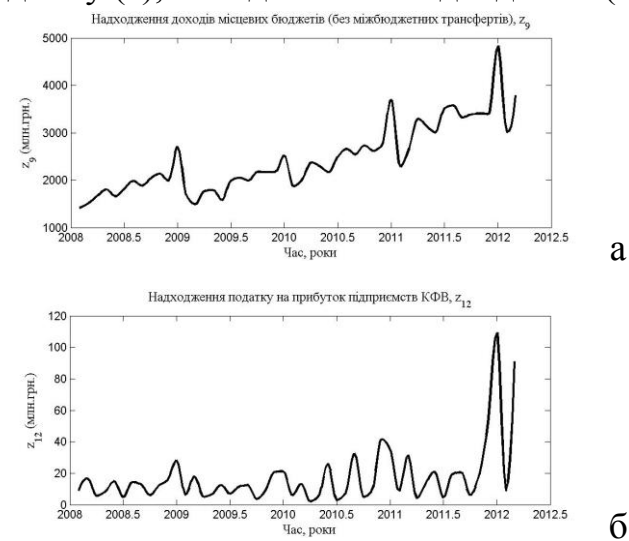 Надходження доходів місцевих бюджетів (без міжбюджетних трансфертів), z9
5000
4000
3000
2000
1000
z9 (млн.грн.)
2008 2008.5 2009 2009.5 2010 2010.5 2011 2011.5 2012 2012.5
Час, роки
а
Надходження податку на прибуток підприємств КФВ, z12
120
100
80
60
40
20
0
z12 (млн.грн.)
2008 2008.5 2009 2009.5 2010 2010.5 2011 2011.5 2012 2012.5
Час, роки
б